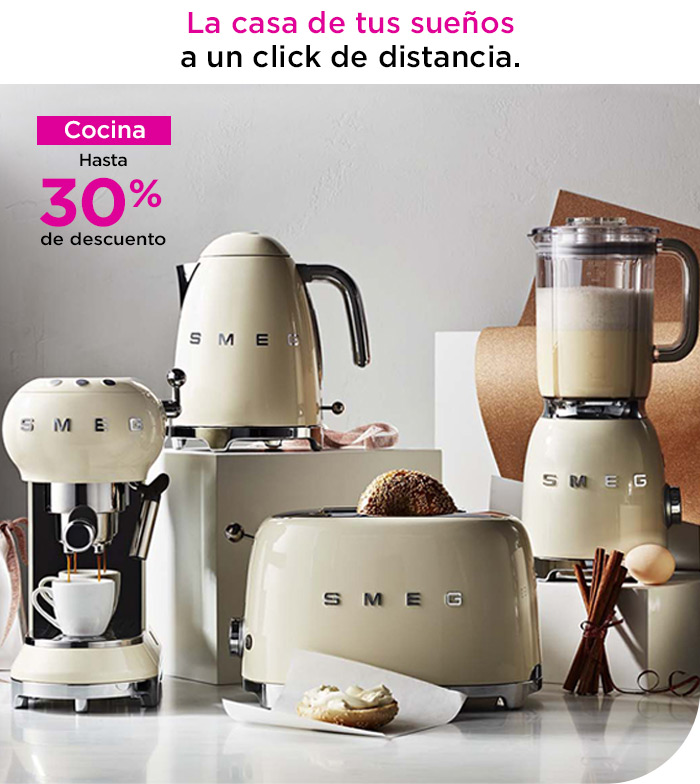 La casa de tus sueños
a un click de distancia.
Cocina
Hasta
30%
de descuento
SMEG
SMEG
SMEG
SMEG